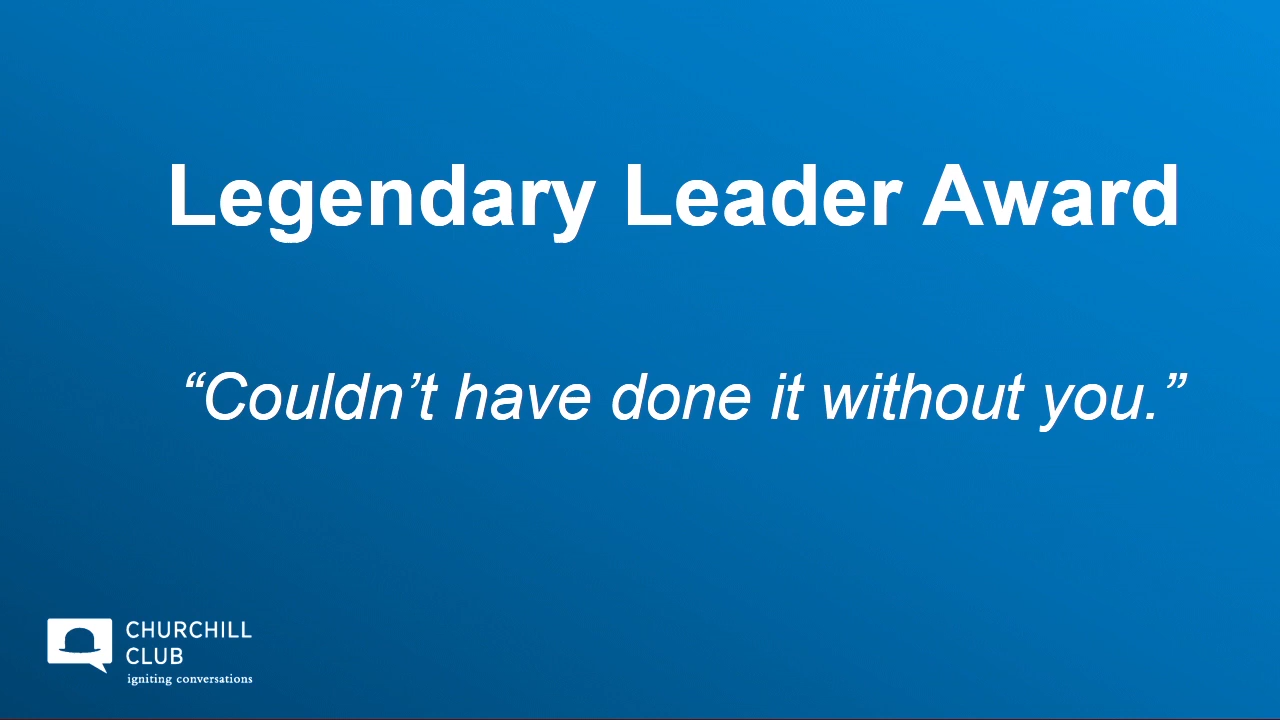 Legendary Leader Award
“Couldn’t have done it without you.”
CHURCHILL
CLUB
igniting conversations